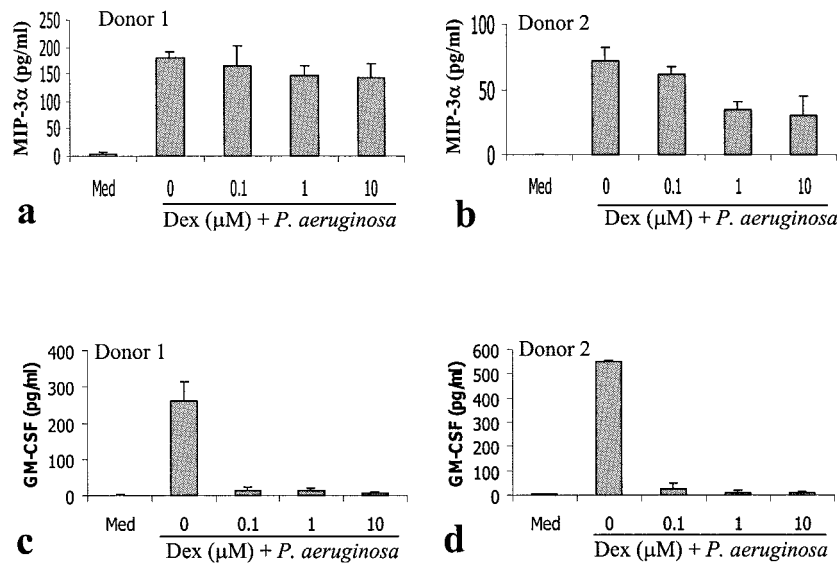 Donor 1
MIP-3α (pg/ml)
250
200
150
100
50
0
Med
0
0.1
1
10
Dex (μM) + P. aeruginosa
a
Donor 2
MIP-3α (pg/ml)
100
50
0
Med
0
0.1
1
10
Dex (μM) + P. aeruginosa
b
Donor 1
GM-CSF (pg/ml)
400
300
200
100
0
Med
0
0.1
1
10
Dex (μM) + P. aeruginosa
c
Donor 2
GM-CSF (pg/ml)
600
500
400
300
200
100
0
Med
0
0.1
1
10
Dex (μM) + P. aeruginosa
d